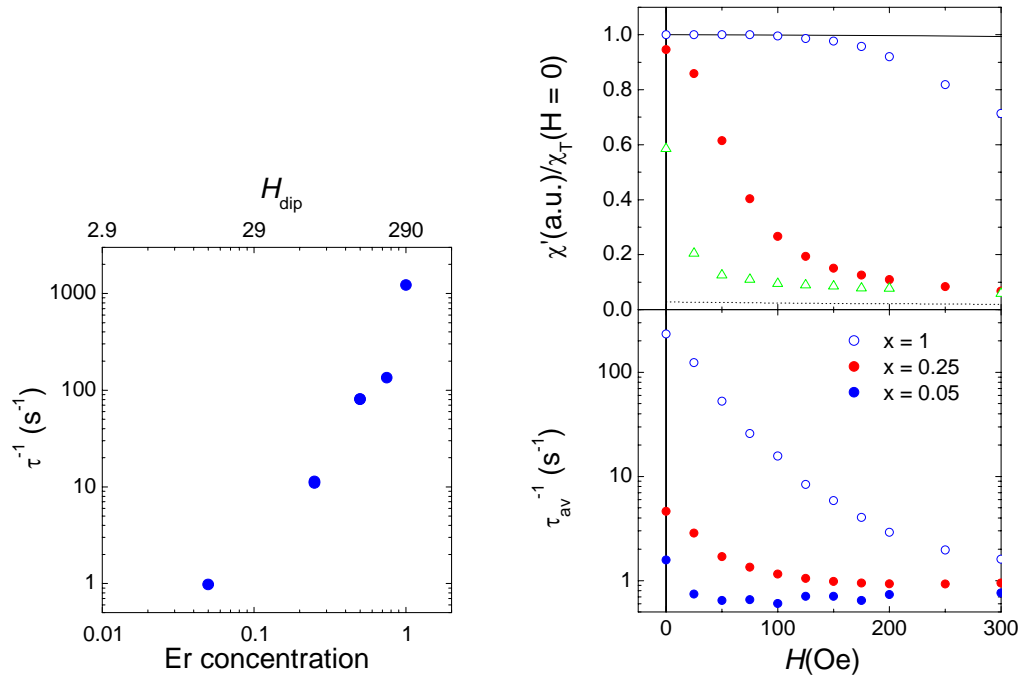 H_dip
2.9 29 290
1000
100
10
1
τ^-1 (s^-1)
0.01 0.1 1
Er concentration
1.0
0.8
0.6
0.4
0.2
0.0
χ'(a.u.)/χ_T(H = 0)
x = 1
x = 0.25
x = 0.05
100
10
1
τ_av^-1 (s^-1)
0 100 200 300
H(Oe)